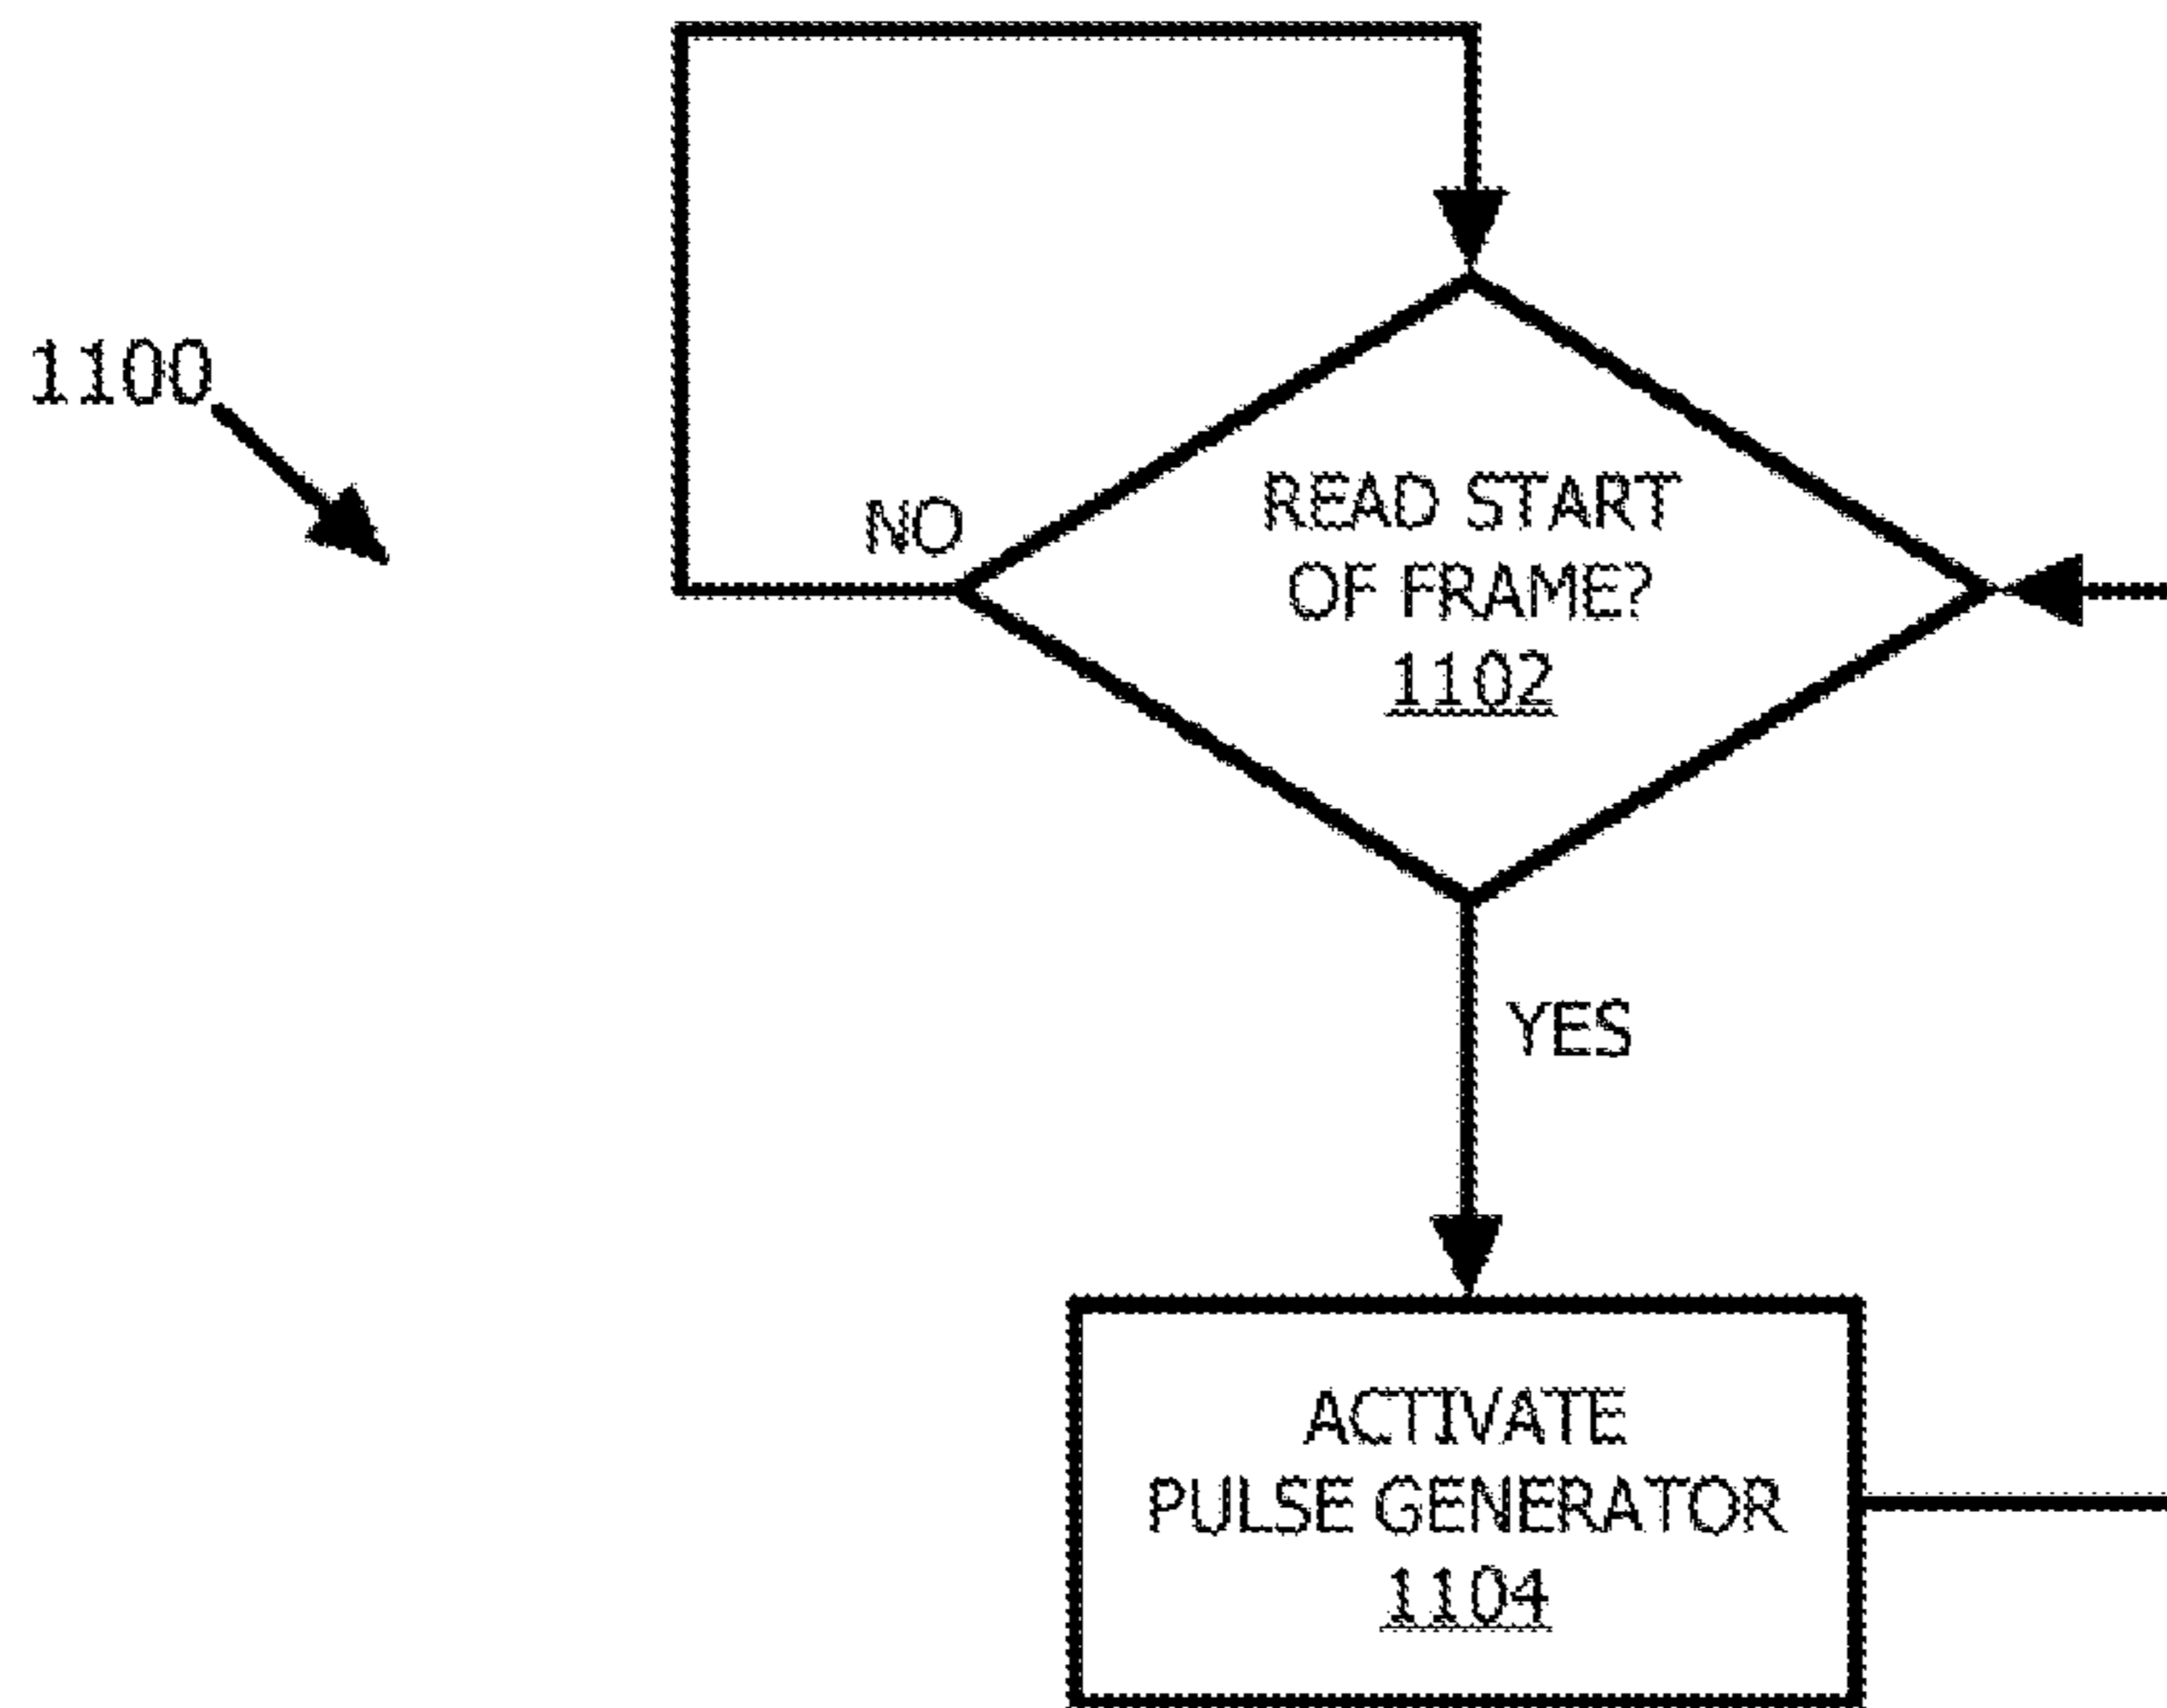 1100
NO
READ START
OF FRAME?
1102
YES
ACTIVATE
PULSE GENERATOR
1104